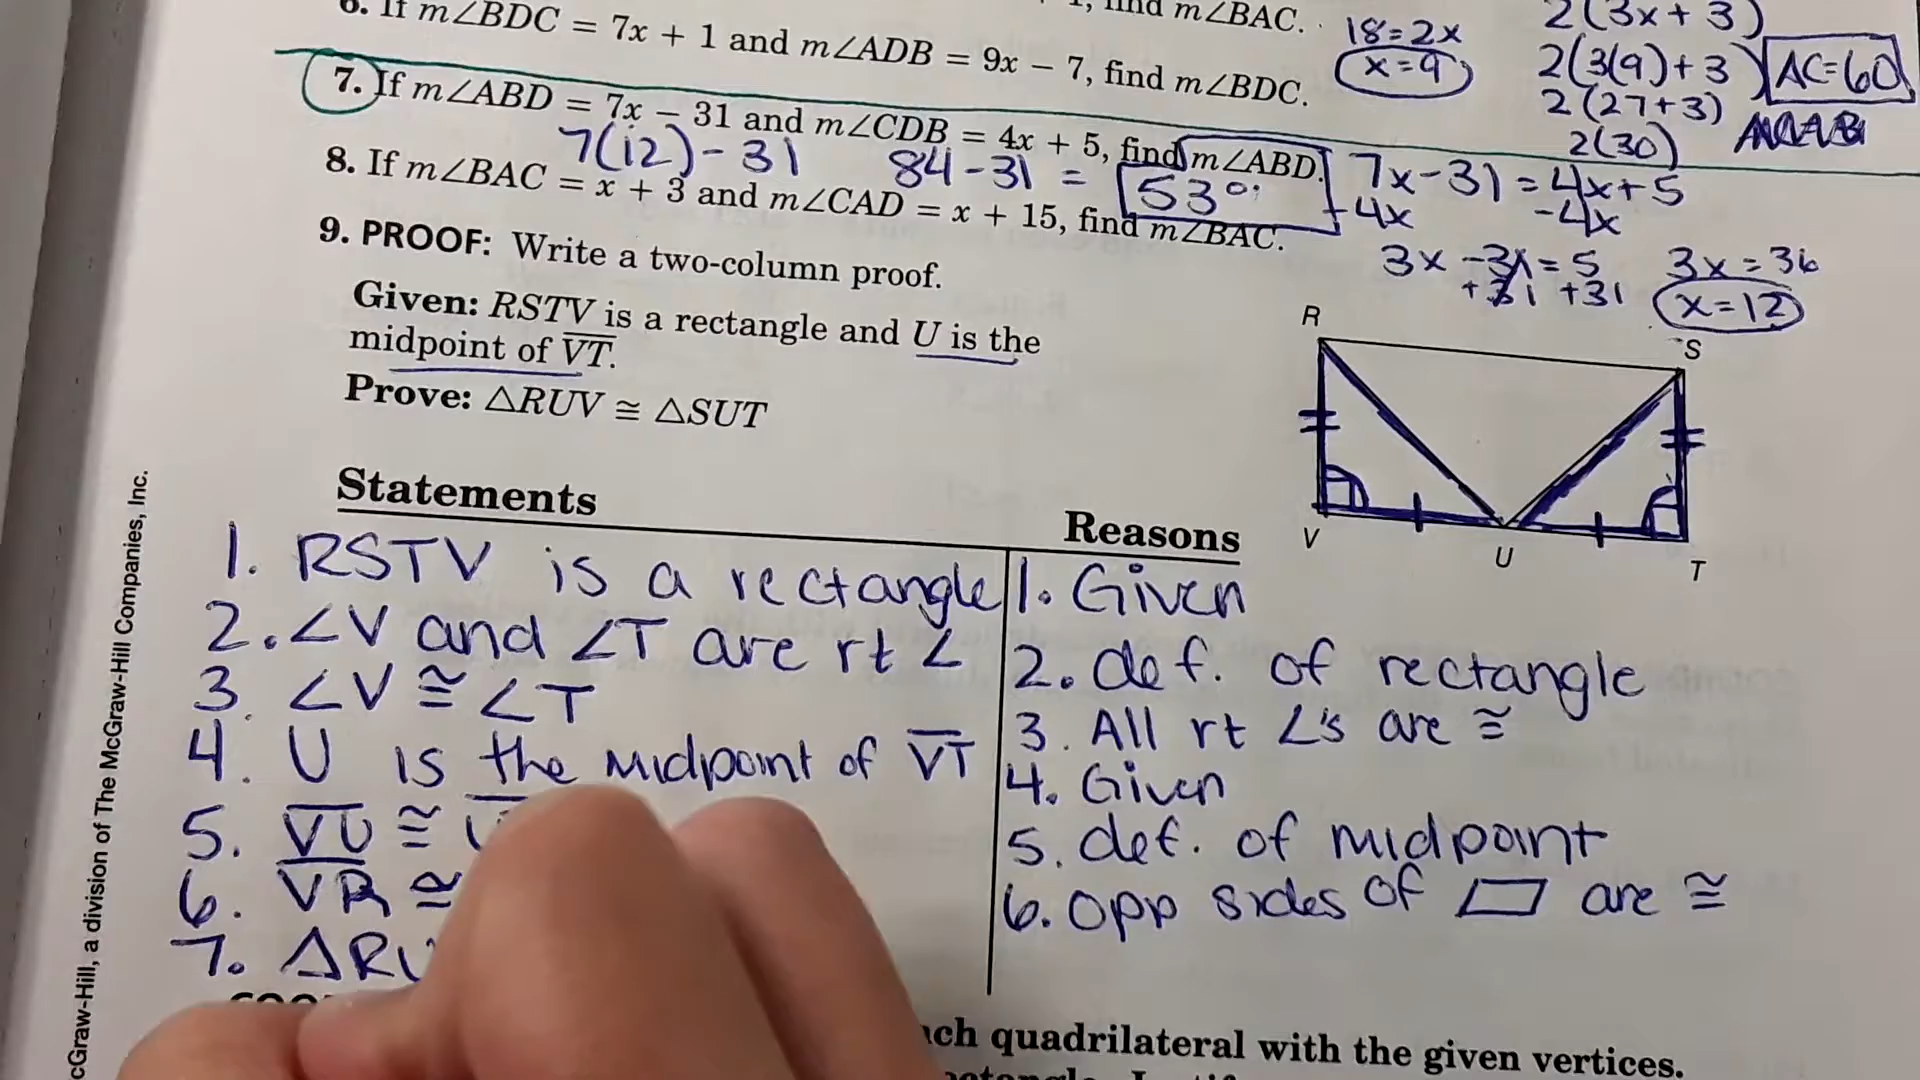 find m∠BAC.
6. If m∠BDC = 7x + 1 and m∠ADB = 9x − 7, find m∠BDC.
18=2x
x=9
2(3x+3)
2(3(9)+3)
2(27+3)
2(30)
AC=60
7. If m∠ABD = 7x − 31 and m∠CDB = 4x + 5, find m∠ABD.
7(12)-31 84-31 = 53°
7x-31=4x+5
-4x -4x
3x-31=5
+31 +31
3x=36
x=12
8. If m∠BAC = x + 3 and m∠CAD = x + 15, find m∠BAC.
9. PROOF: Write a two-column proof.
Given: RSTV is a rectangle and U is the
midpoint of V̅T̅.
Prove: △RUV ≅ △SUT
R
S
V
U
T
Statements Reasons
1. RSTV is a rectangle 1. Given
2. ∠V and ∠T are rt ∠ 2. def. of rectangle
3. ∠V ≅ ∠T 3. All rt ∠'s are ≅
4. U is the midpoint of V̅T̅ 4. Given
5. V̅U̅ ≅ 5. def. of midpoint
6. V̅R̅ ≅ 6. opp sides of ▱ are ≅
7. △RU
quadrilateral with the given vertices.
McGraw-Hill, a division of The McGraw-Hill Companies, Inc.